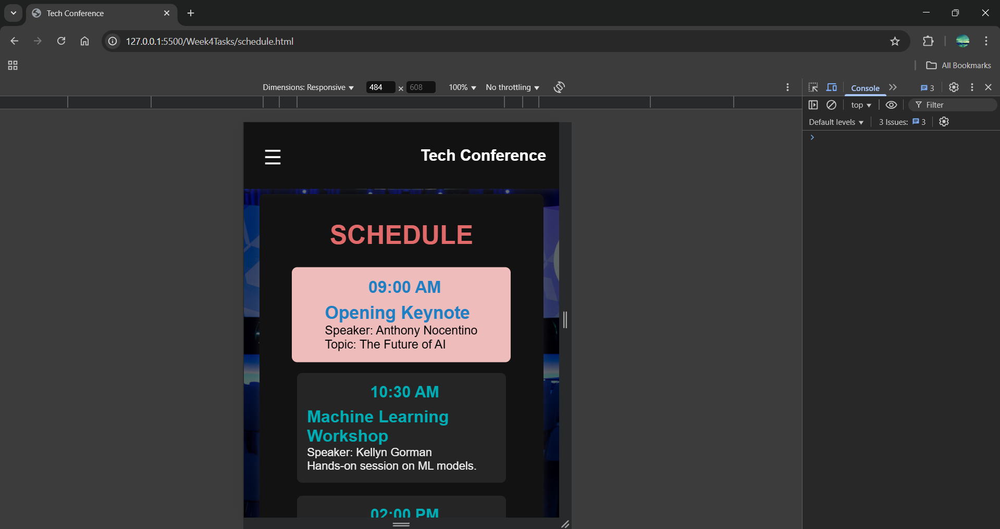 Tech Conference
127.0.0.1:5500/Week4Tasks/schedule.html
All Bookmarks
Dimensions: Responsive 484 × 608 100% No throttling
Console 3
top Filter
Default levels 3 Issues: 3
Tech Conference
SCHEDULE
09:00 AM
Opening Keynote
Speaker: Anthony Nocentino
Topic: The Future of AI
10:30 AM
Machine Learning
Workshop
Speaker: Kellyn Gorman
Hands-on session on ML models.
02:00 PM